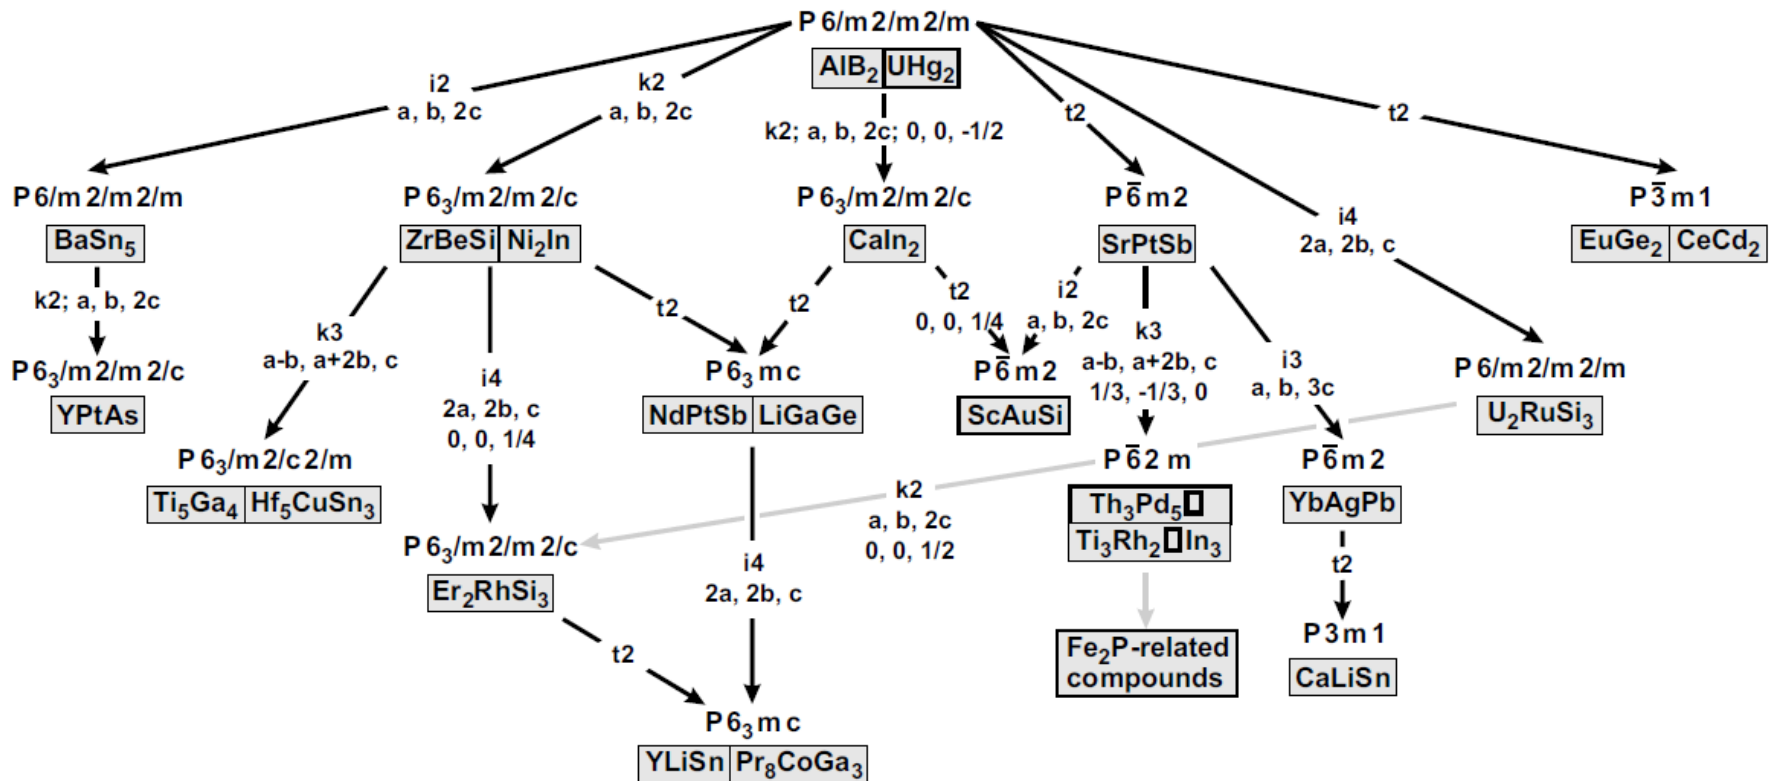 P 6/m 2/m 2/m
AlB₂ UHg₂
i2
a, b, 2c
k2
a, b, 2c
k2; a, b, 2c; 0, 0, -1/2
t2
t2
i4
2a, 2b, c
P 6/m 2/m 2/m
BaSn₅
P 6₃/m 2/m 2/c
ZrBeSi Ni₂In
P 6₃/m 2/m 2/c
CaIn₂
P 6̅ m 2
SrPtSb
P 3̅ m 1
EuGe₂ CeCd₂
k2; a, b, 2c
k3
a-b, a+2b, c
i4
2a, 2b, c
0, 0, 1/4
t2
t2
t2
0, 0, 1/4
i2
a, b, 2c
k3
a-b, a+2b, c
1/3, -1/3, 0
i3
a, b, 3c
P 6₃/m 2/m 2/c
YPtAs
P 6₃ m c
NdPtSb LiGaGe
P 6̅ m 2
ScAuSi
P 6/m 2/m 2/m
U₂RuSi₃
P 6₃/m 2/c 2/m
Ti₅Ga₄ Hf₅CuSn₃
P 6̅ 2 m
Th₃Pd₅□
Ti₃Rh₂□In₃
P 6̅ m 2
YbAgPb
k2
a, b, 2c
0, 0, 1/2
P 6₃/m 2/m 2/c
Er₂RhSi₃
i4
2a, 2b, c
t2
t2
Fe₂P-related
compounds
P 3 m 1
CaLiSn
P 6₃ m c
YLiSn Pr₈CoGa₃